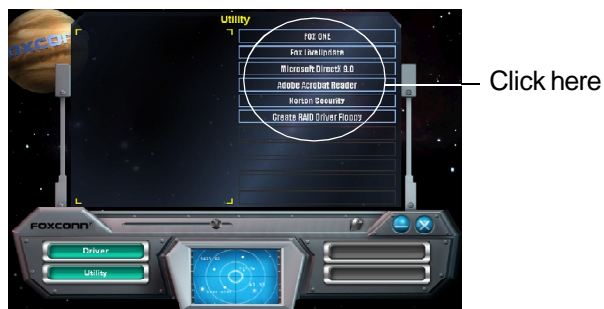 Utility
FOXCONN
FOX ONE
Fox LiveUpdate
Microsoft DirectX 9.0
Adobe Acrobat Reader
Norton Security
Create RAID Driver Floppy
Click here
FOXCONN
Driver
Utility